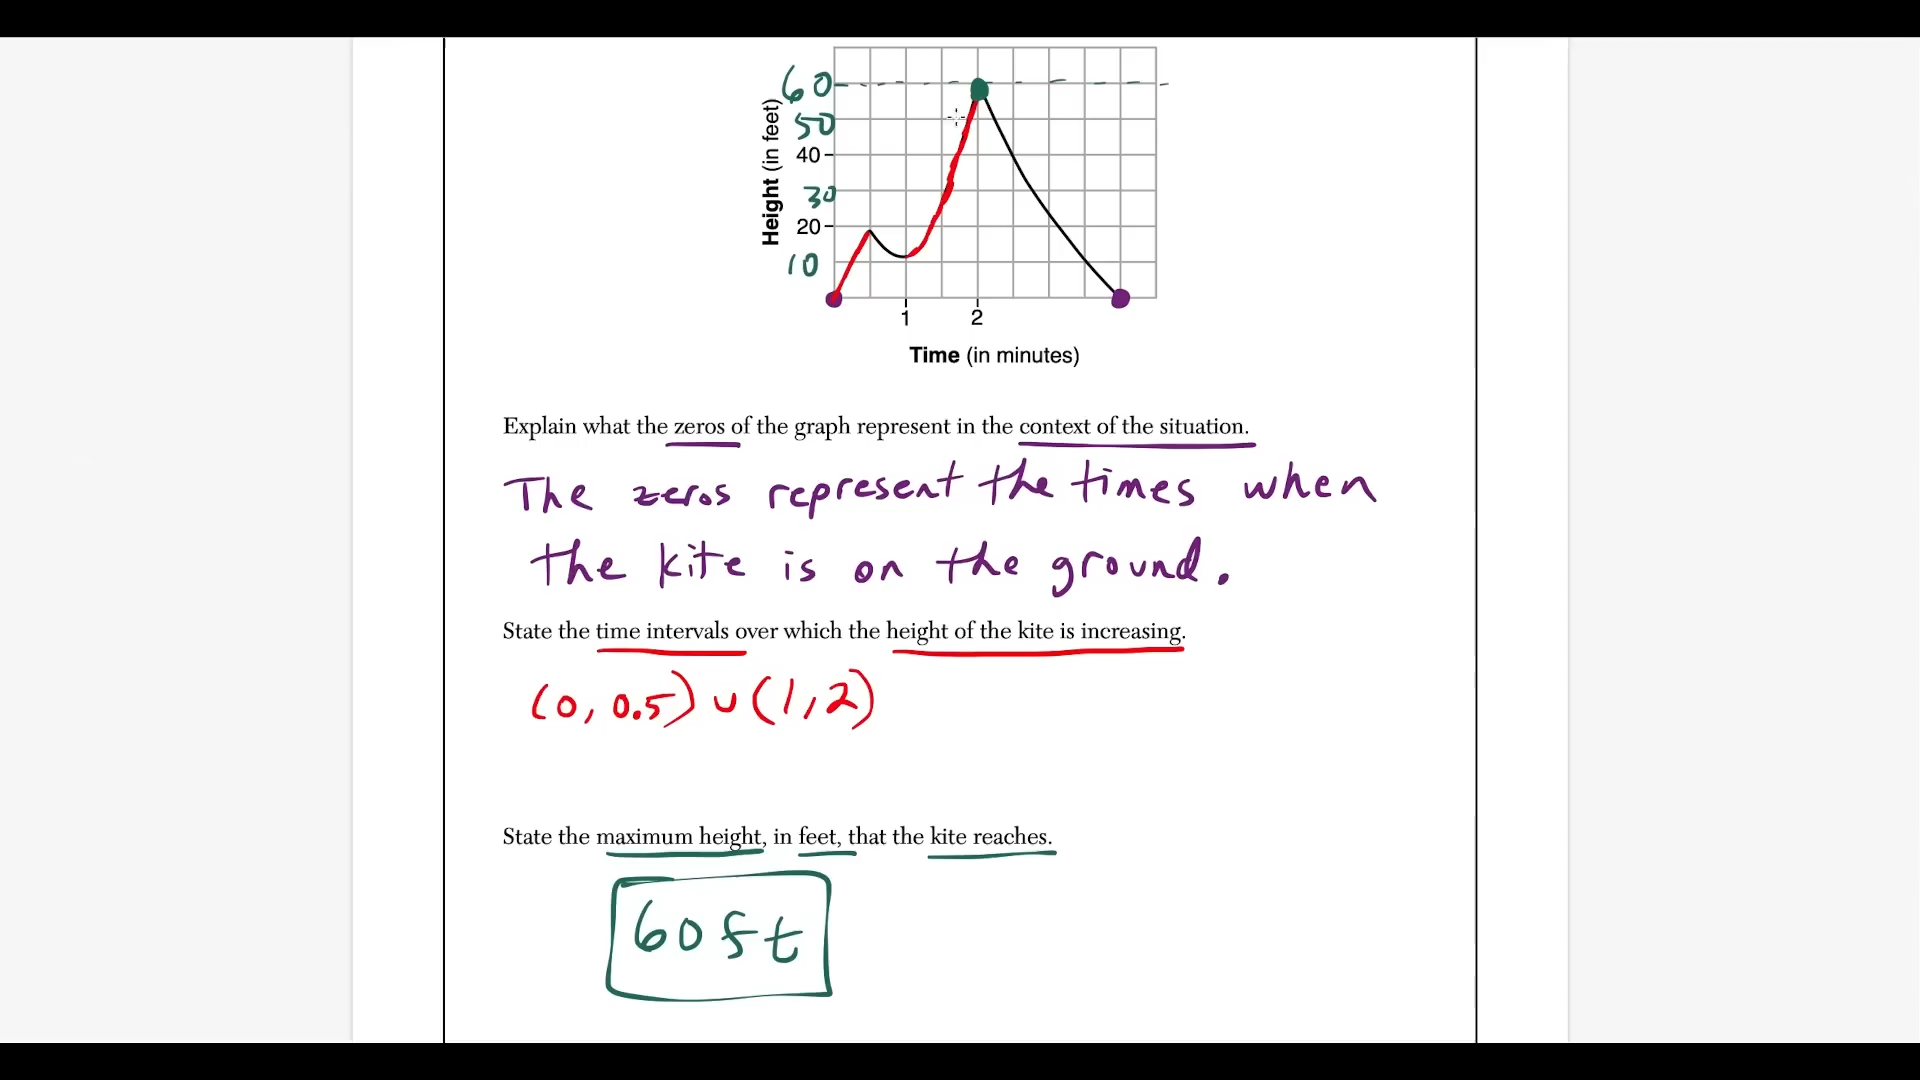 60
50
40
30
20
10
Height (in feet)
1 2
Time (in minutes)
Explain what the zeros of the graph represent in the context of the situation.
The zeros represent the times when
the kite is on the ground.
State the time intervals over which the height of the kite is increasing.
(0, 0.5) ∪ (1, 2)
State the maximum height, in feet, that the kite reaches.
60 ft